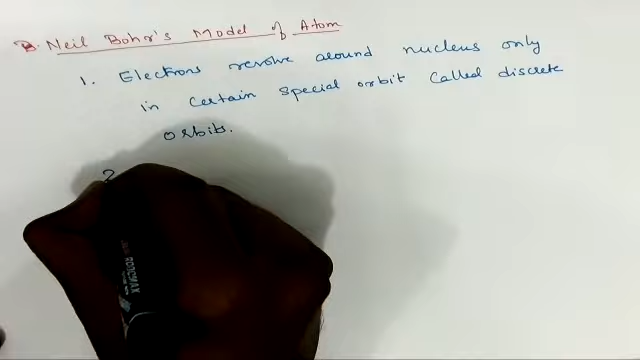 B. Neil Bohr's Model of Atom
1. Electrons revolve around nucleus only
in certain special orbit called discrete
orbits.
2
ROTOMAX